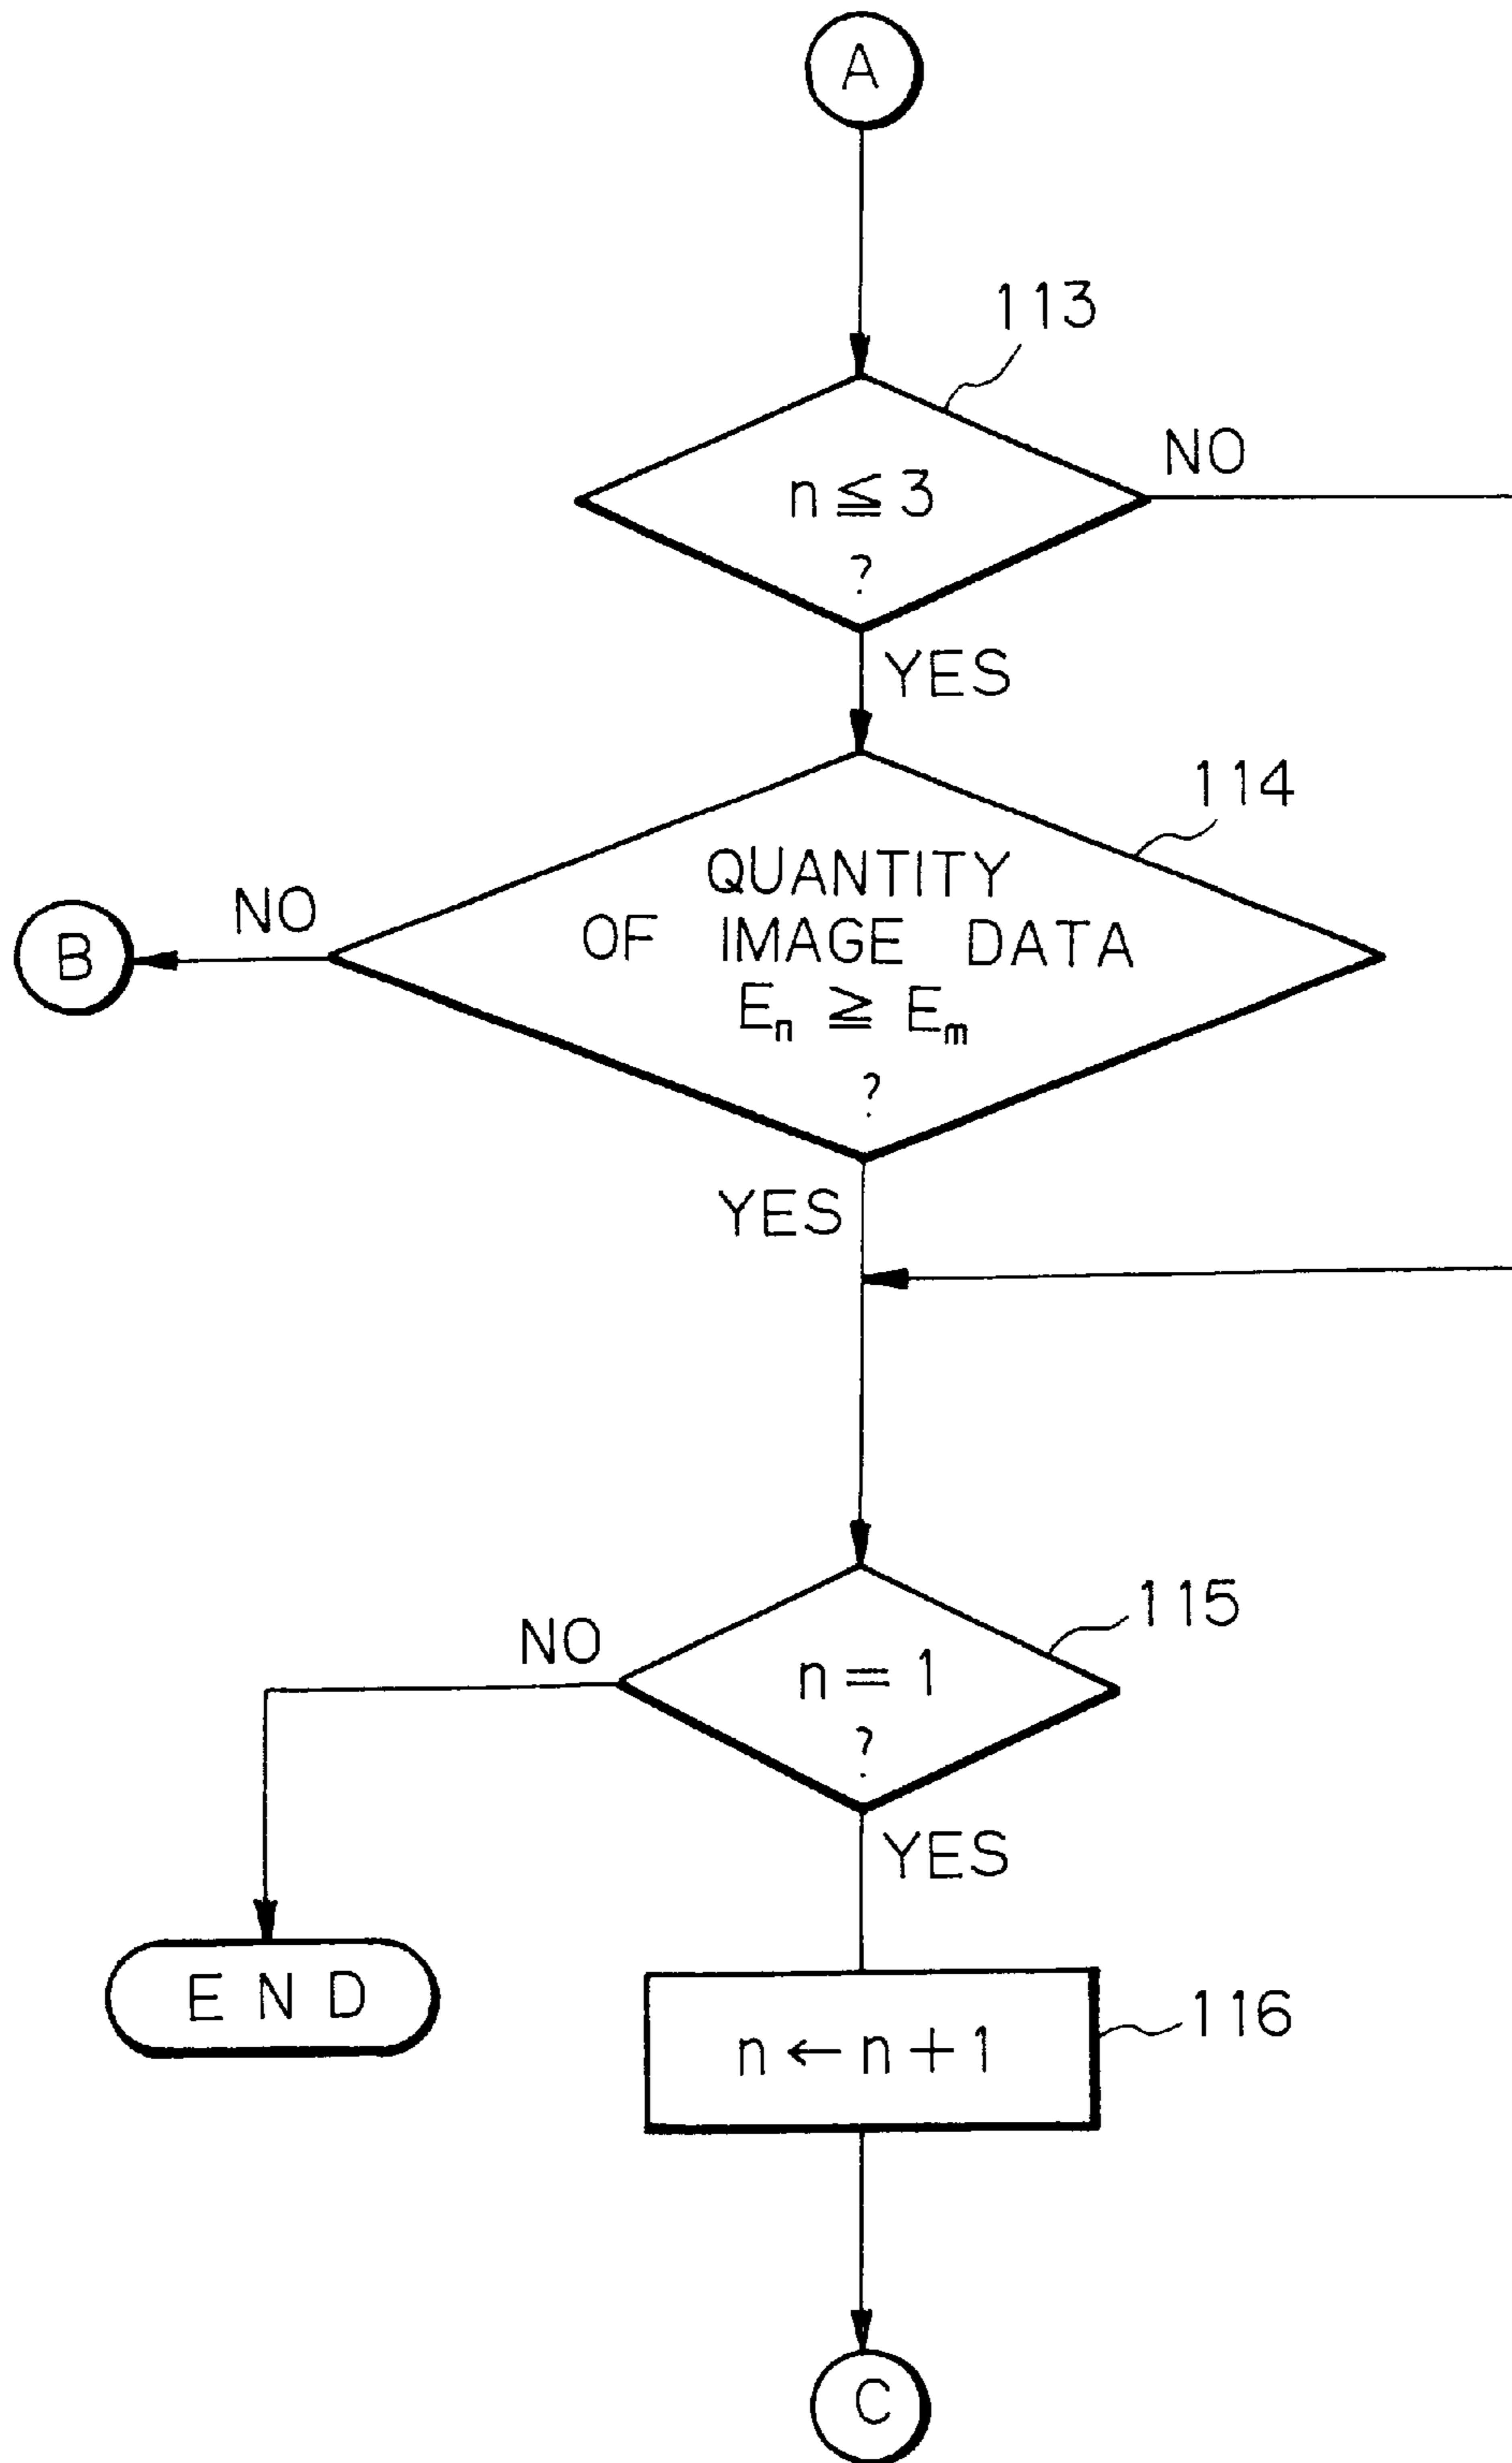 A
113
n ≦ 3
?
NO
YES
114
QUANTITY
OF IMAGE DATA
Eₙ ≧ Eₘ
?
NO
B
YES
115
n = 1
?
NO
YES
END
116
n ← n + 1
C